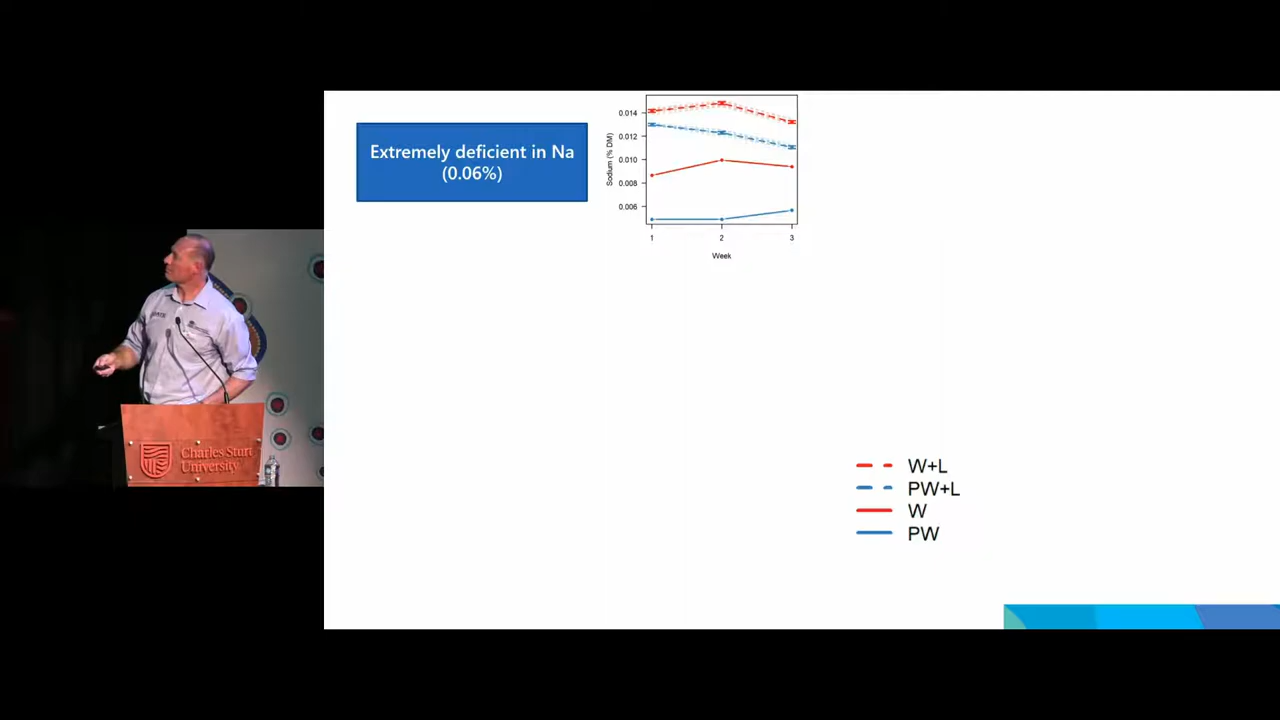 Extremely deficient in Na
(0.06%)
Sodium (% DM)
0.014
0.012
0.010
0.008
0.006
1 2 3
Week
W+L
PW+L
W
PW
Charles Sturt
University